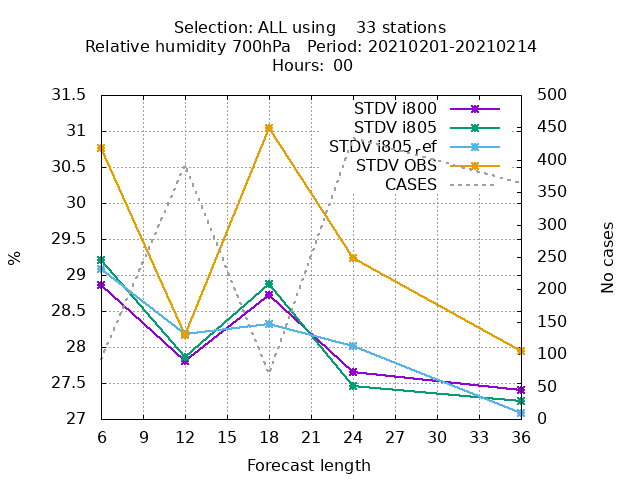 Selection: ALL using    33 stations
Relative humidity 700hPa   Period: 20210201-20210214
Hours:  00
31.5
31
30.5
30
29.5
29
28.5
28
27.5
27
%
STDV i800
STDV i805
STDV i805_ref
STDV OBS
CASES
500
450
400
350
300
250
200
150
100
50
0
No cases
6 9 12 15 18 21 24 27 30 33 36
Forecast length